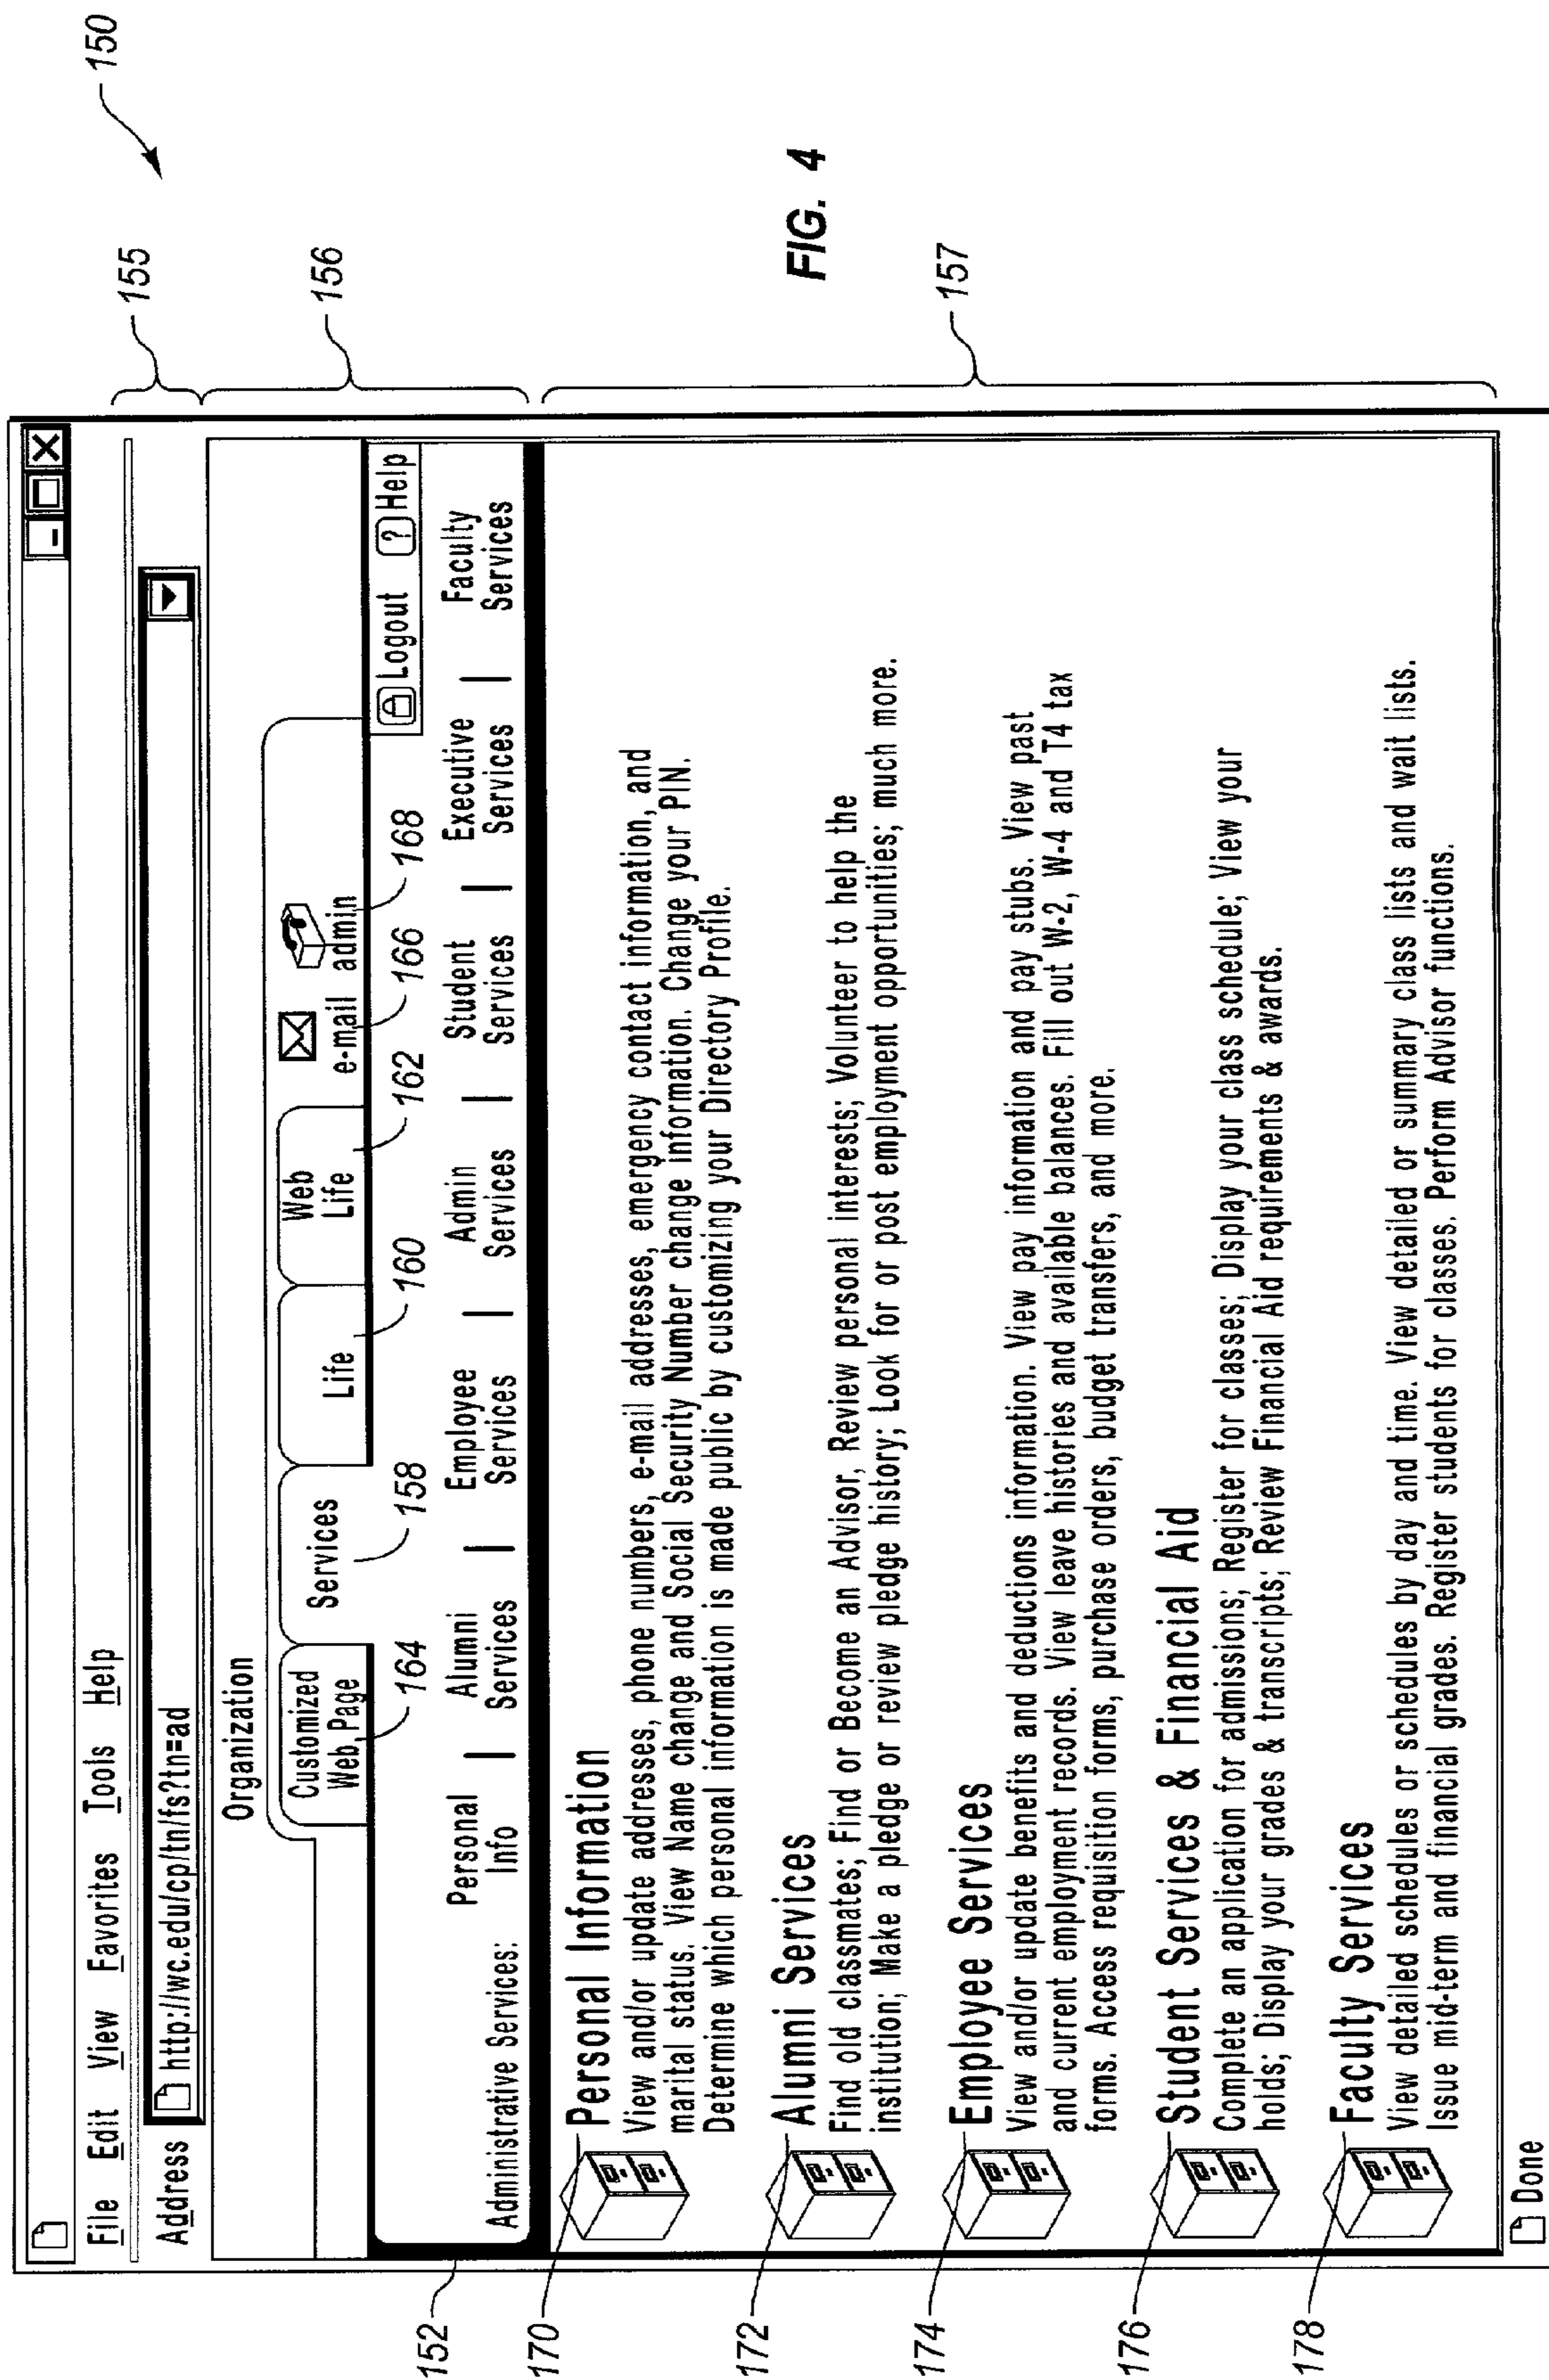 150
155
156
FIG. 4
157
File Edit View Favorites Tools Help
Address http://wc.edu/cp/tn/fs?tn=ad
Organization
Customized
Web Page
Services
Life
Web
Life
e-mail
admin
164
158
160
162
166
168
Logout ? Help
152
Administrative Services:
Personal
Info
|
Alumni
Services
|
Employee
Services
|
Admin
Services
|
Student
Services
|
Executive
Services
|
Faculty
Services
170
Personal Information
View and/or update addresses, phone numbers, e-mail addresses, emergency contact information, and
marital status. View Name change and Social Security Number change information. Change your PIN.
Determine which personal information is made public by customizing your Directory Profile.
172
Alumni Services
Find old classmates; Find or Become an Advisor, Review personal interests; Volunteer to help the
institution; Make a pledge or review pledge history; Look for or post employment opportunities; much more.
174
Employee Services
View and/or update benefits and deductions information. View pay information and pay stubs. View past
and current employment records. View leave histories and available balances. Fill out W-2, W-4 and T4 tax
forms. Access requisition forms, purchase orders, budget transfers, and more.
176
Student Services & Financial Aid
Complete an application for admissions; Register for classes; Display your class schedule; View your
holds; Display your grades & transcripts; Review Financial Aid requirements & awards.
178
Faculty Services
View detailed schedules or schedules by day and time. View detailed or summary class lists and wait lists.
Issue mid-term and financial grades. Register students for classes. Perform Advisor functions.
Done